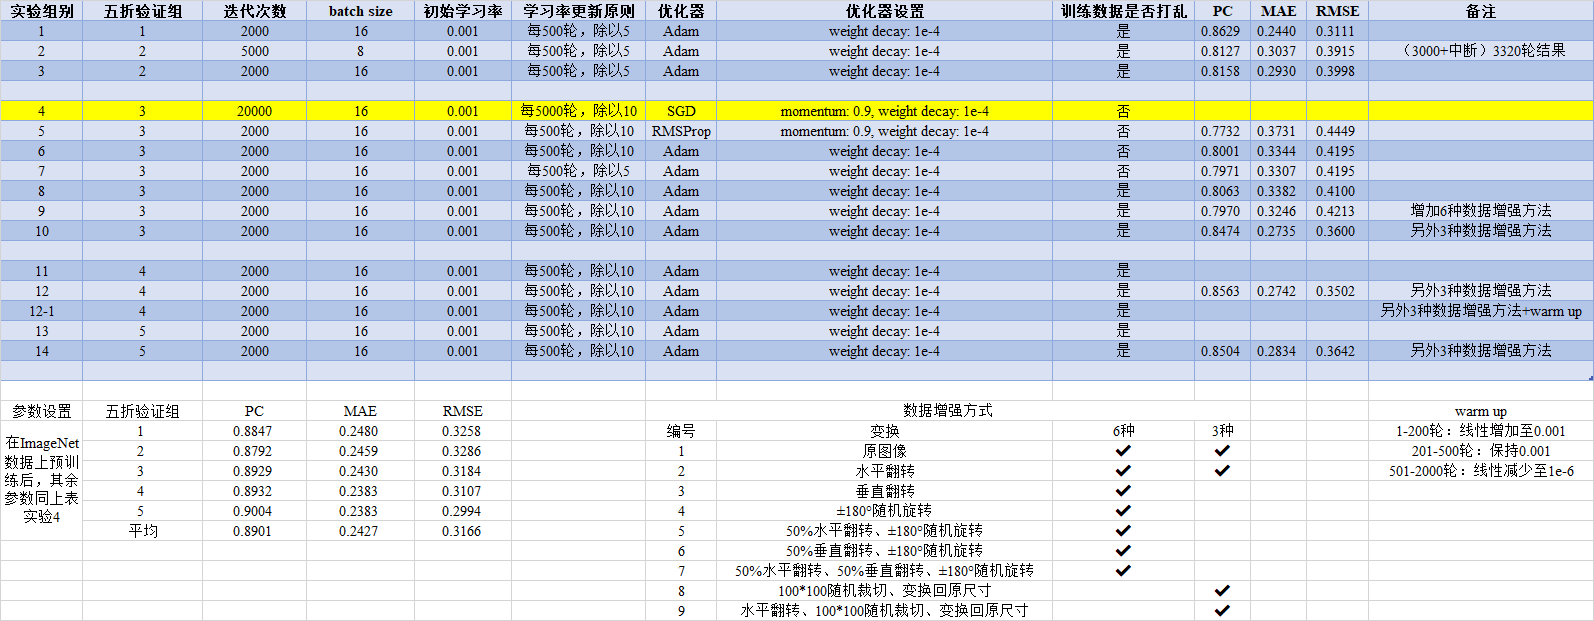 实验组别 五折验证组 迭代次数 batch size 初始学习率 学习率更新原则 优化器 优化器设置 训练数据是否打乱 PC MAE RMSE 备注
1 1 2000 16 0.001 每500轮，除以5 Adam weight decay: 1e-4 是 0.8629 0.2440 0.3111
2 2 5000 8 0.001 每500轮，除以5 Adam weight decay: 1e-4 是 0.8127 0.3037 0.3915 （3000+中断）3320轮结果
3 2 2000 16 0.001 每500轮，除以5 Adam weight decay: 1e-4 是 0.8158 0.2930 0.3998
4 3 20000 16 0.001 每5000轮，除以10 SGD momentum: 0.9, weight decay: 1e-4 否
5 3 2000 16 0.001 每500轮，除以10 RMSProp momentum: 0.9, weight decay: 1e-4 否 0.7732 0.3731 0.4449
6 3 2000 16 0.001 每500轮，除以10 Adam weight decay: 1e-4 否 0.8001 0.3344 0.4195
7 3 2000 16 0.001 每500轮，除以5 Adam weight decay: 1e-4 否 0.7971 0.3307 0.4195
8 3 2000 16 0.001 每500轮，除以10 Adam weight decay: 1e-4 是 0.8063 0.3382 0.4100
9 3 2000 16 0.001 每500轮，除以10 Adam weight decay: 1e-4 是 0.7970 0.3246 0.4213 增加6种数据增强方法
10 3 2000 16 0.001 每500轮，除以10 Adam weight decay: 1e-4 是 0.8474 0.2735 0.3600 另外3种数据增强方法
11 4 2000 16 0.001 每500轮，除以10 Adam weight decay: 1e-4 是
12 4 2000 16 0.001 每500轮，除以10 Adam weight decay: 1e-4 是 0.8563 0.2742 0.3502 另外3种数据增强方法
12-1 4 2000 16 0.001 每500轮，除以10 Adam weight decay: 1e-4 是 另外3种数据增强方法+warm up
13 5 2000 16 0.001 每500轮，除以10 Adam weight decay: 1e-4 是
14 5 2000 16 0.001 每500轮，除以10 Adam weight decay: 1e-4 是 0.8504 0.2834 0.3642 另外3种数据增强方法
参数设置 五折验证组 PC MAE RMSE
在ImageNet
数据上预训
练后，其余
参数同上表
实验4
1 0.8847 0.2480 0.3258
2 0.8792 0.2459 0.3286
3 0.8929 0.2430 0.3184
4 0.8932 0.2383 0.3107
5 0.9004 0.2383 0.2994
平均 0.8901 0.2427 0.3166
数据增强方式
编号 变换 6种 3种
1 原图像 ✔ ✔
2 水平翻转 ✔ ✔
3 垂直翻转 ✔
4 ±180°随机旋转 ✔
5 50%水平翻转、±180°随机旋转 ✔
6 50%垂直翻转、±180°随机旋转 ✔
7 50%水平翻转、50%垂直翻转、±180°随机旋转 ✔
8 100*100随机裁切、变换回原尺寸 ✔
9 水平翻转、100*100随机裁切、变换回原尺寸 ✔
warm up
1-200轮：线性增加至0.001
201-500轮：保持0.001
501-2000轮：线性减少至1e-6